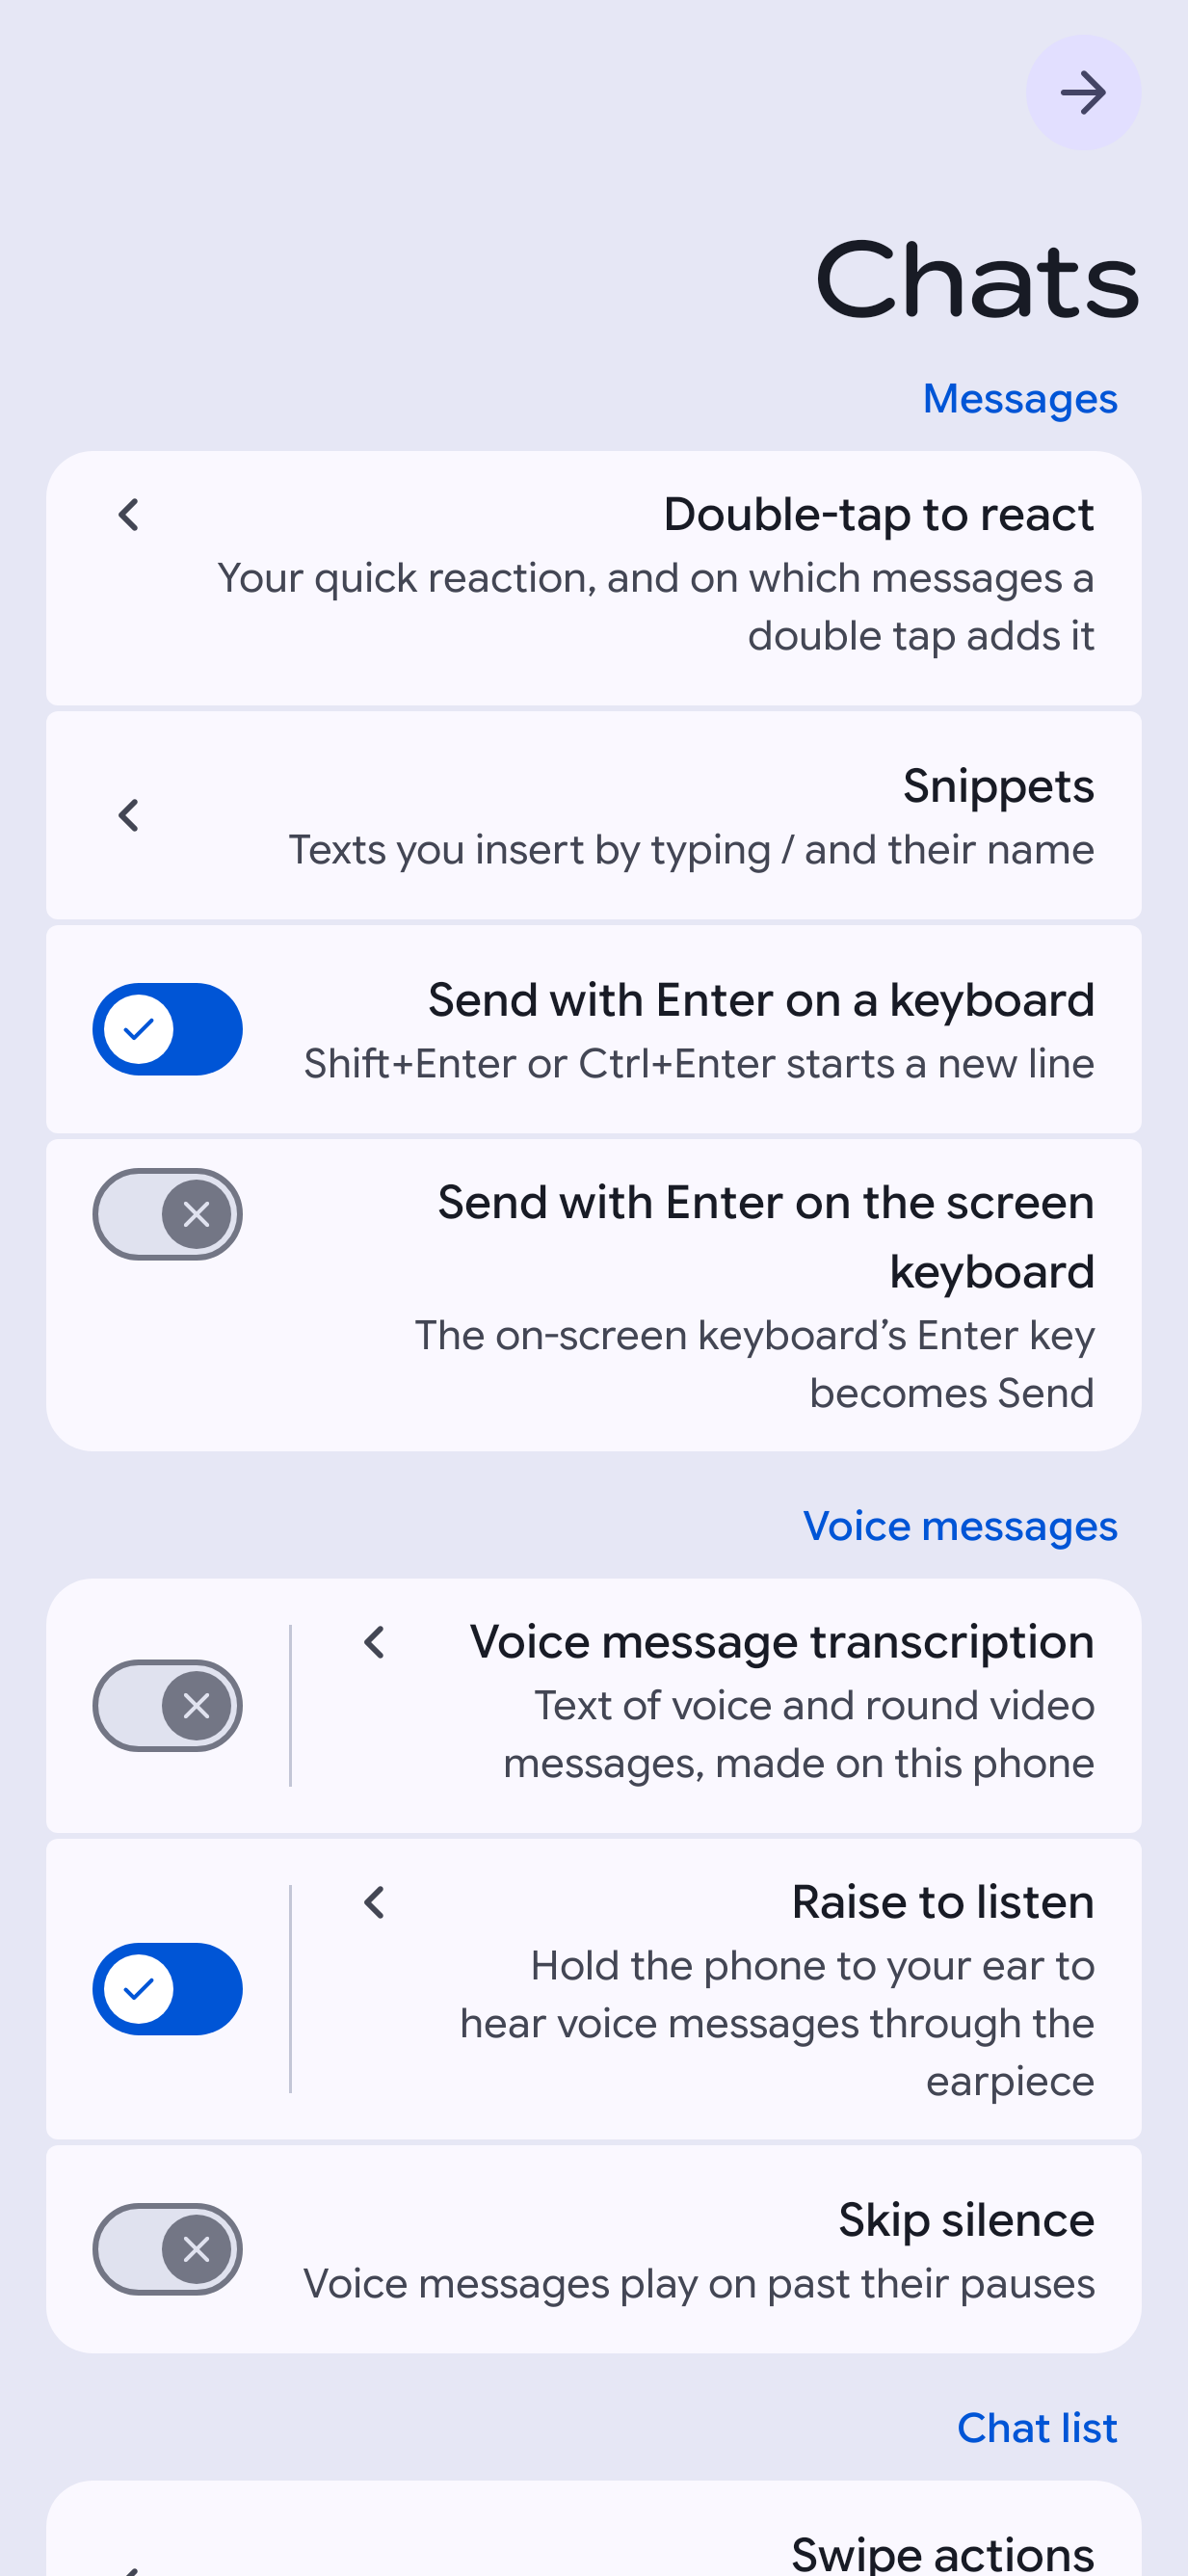 Chats
Messages
Double-tap to react
Your quick reaction, and on which messages a
double tap adds it
Snippets
Texts you insert by typing / and their name
Send with Enter on a keyboard
Shift+Enter or Ctrl+Enter starts a new line
Send with Enter on the screen
keyboard
The on-screen keyboard’s Enter key
becomes Send
Voice messages
Voice message transcription
Text of voice and round video
messages, made on this phone
Raise to listen
Hold the phone to your ear to
hear voice messages through the
earpiece
Skip silence
Voice messages play on past their pauses
Chat list
Swipe actions